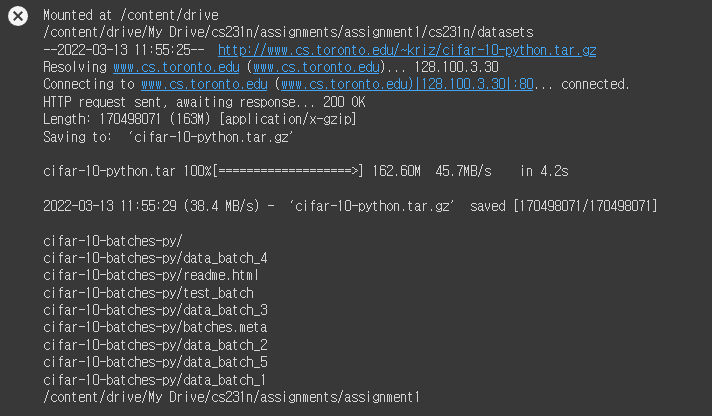 Mounted at /content/drive
/content/drive/My Drive/cs231n/assignments/assignment1/cs231n/datasets
--2022-03-13 11:55:25--  http://www.cs.toronto.edu/~kriz/cifar-10-python.tar.gz
Resolving www.cs.toronto.edu (www.cs.toronto.edu)... 128.100.3.30
Connecting to www.cs.toronto.edu (www.cs.toronto.edu)|128.100.3.30|:80... connected.
HTTP request sent, awaiting response... 200 OK
Length: 170498071 (163M) [application/x-gzip]
Saving to: ‘cifar-10-python.tar.gz’
cifar-10-python.tar 100%[===================>] 162.60M  45.7MB/s    in 4.2s
2022-03-13 11:55:29 (38.4 MB/s) - ‘cifar-10-python.tar.gz’ saved [170498071/170498071]
cifar-10-batches-py/
cifar-10-batches-py/data_batch_4
cifar-10-batches-py/readme.html
cifar-10-batches-py/test_batch
cifar-10-batches-py/data_batch_3
cifar-10-batches-py/batches.meta
cifar-10-batches-py/data_batch_2
cifar-10-batches-py/data_batch_5
cifar-10-batches-py/data_batch_1
/content/drive/My Drive/cs231n/assignments/assignment1